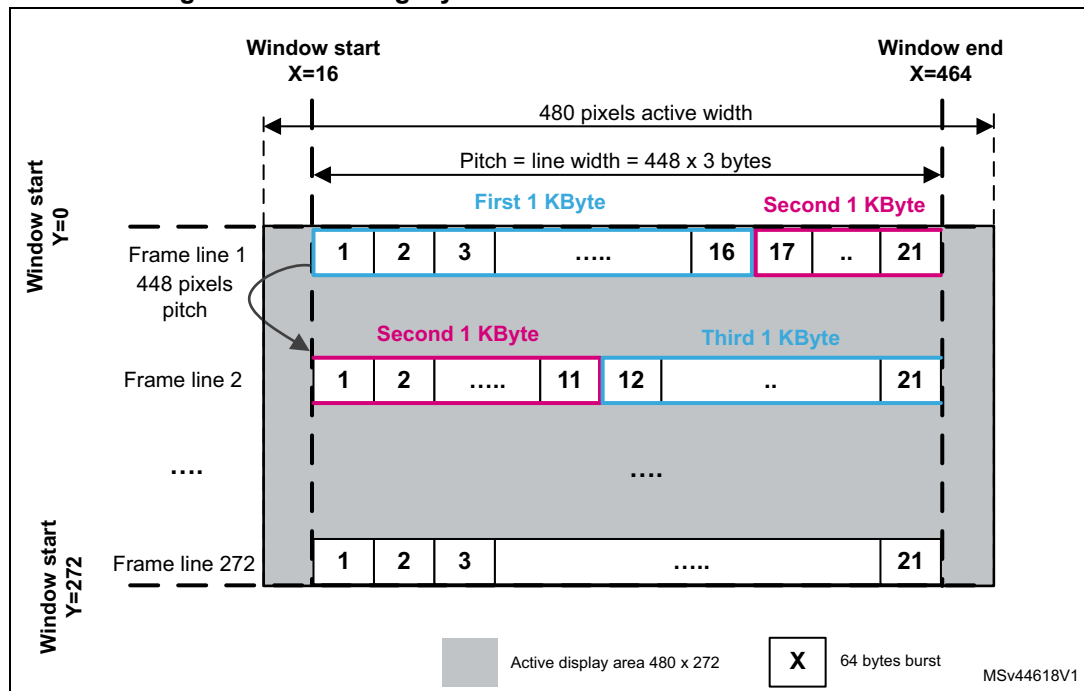 Window start
X=16
Window end
X=464
480 pixels active width
Pitch = line width = 448 x 3 bytes
First 1 KByte
Second 1 KByte
Window start
Y=0
Frame line 1
1 2 3 ..... 16 17 .. 21
448 pixels
pitch
Second 1 KByte
Third 1 KByte
Frame line 2
1 2 ..... 11 12 .. 21
....
....
Window start
Y=272
Frame line 272
1 2 3 ..... 21
Active display area 480 x 272
X
64 bytes burst
MSv44618V1